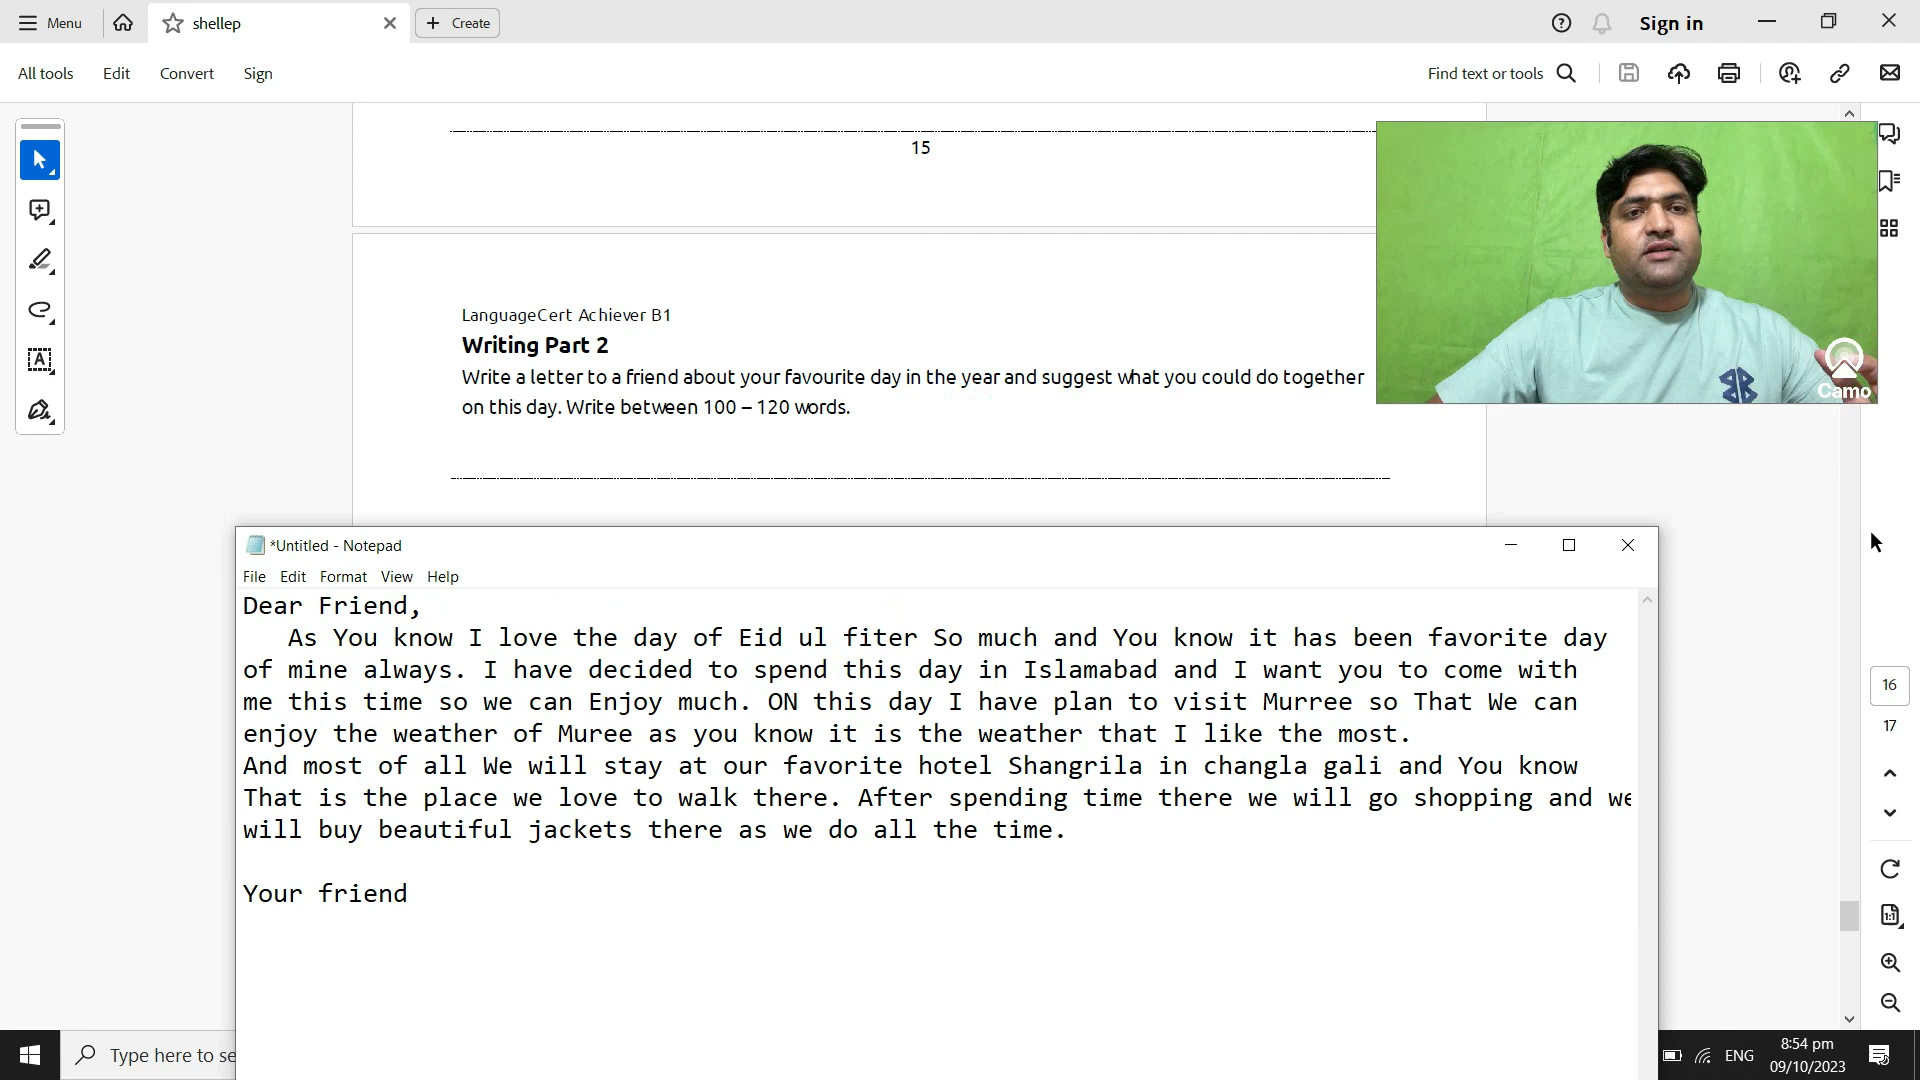 Menu
shellep
Create
Sign in
All tools
Edit
Convert
Sign
Find text or tools
15
LanguageCert Achiever B1
Writing Part 2
Write a letter to a friend about your favourite day in the year and suggest what you could do together
on this day. Write between 100 – 120 words.
Camo
*Untitled - Notepad
File Edit Format View Help
Dear Friend,
As You know I love the day of Eid ul fiter So much and You know it has been favorite day
of mine always. I have decided to spend this day in Islamabad and I want you to come with
me this time so we can Enjoy much. ON this day I have plan to visit Murree so That We can
enjoy the weather of Muree as you know it is the weather that I like the most.
And most of all We will stay at our favorite hotel Shangrila in changla gali and You know
That is the place we love to walk there. After spending time there we will go shopping and we
will buy beautiful jackets there as we do all the time.
Your friend
16
17
Type here to se
ENG
8:54 pm
09/10/2023